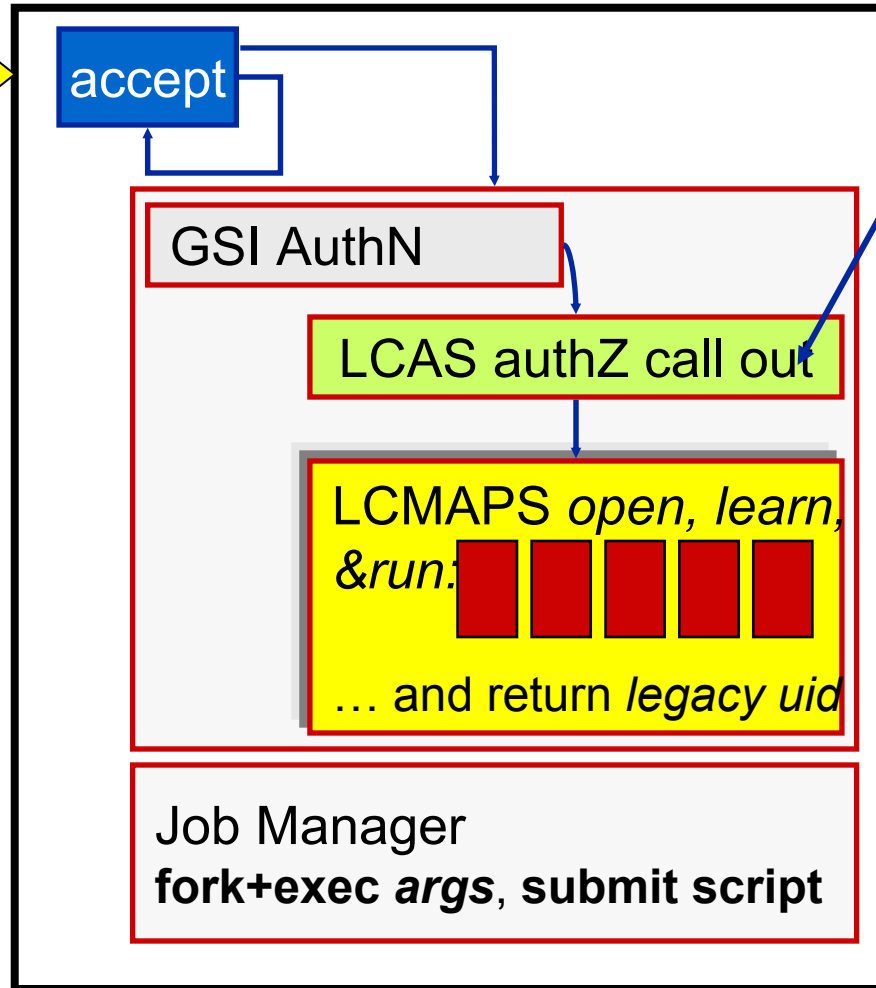 accept
GSI AuthN
LCAS authZ call out
LCMAPS open, learn,
&run:
… and return legacy uid
Job Manager
fork+exec args, submit script